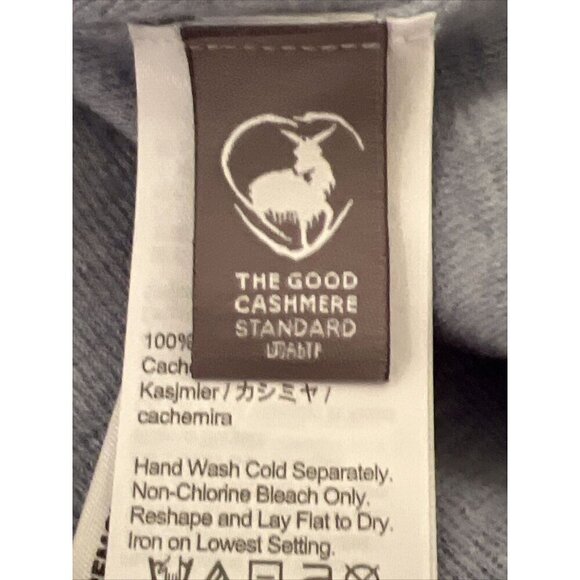 THE GOOD
CASHMERE
STANDARD
100%
Kasjmier / カシミヤ /
cachemira
Hand Wash Cold Separately.
Non-Chlorine Bleach Only.
Reshape and Lay Flat to Dry.
Iron on Lowest Setting.